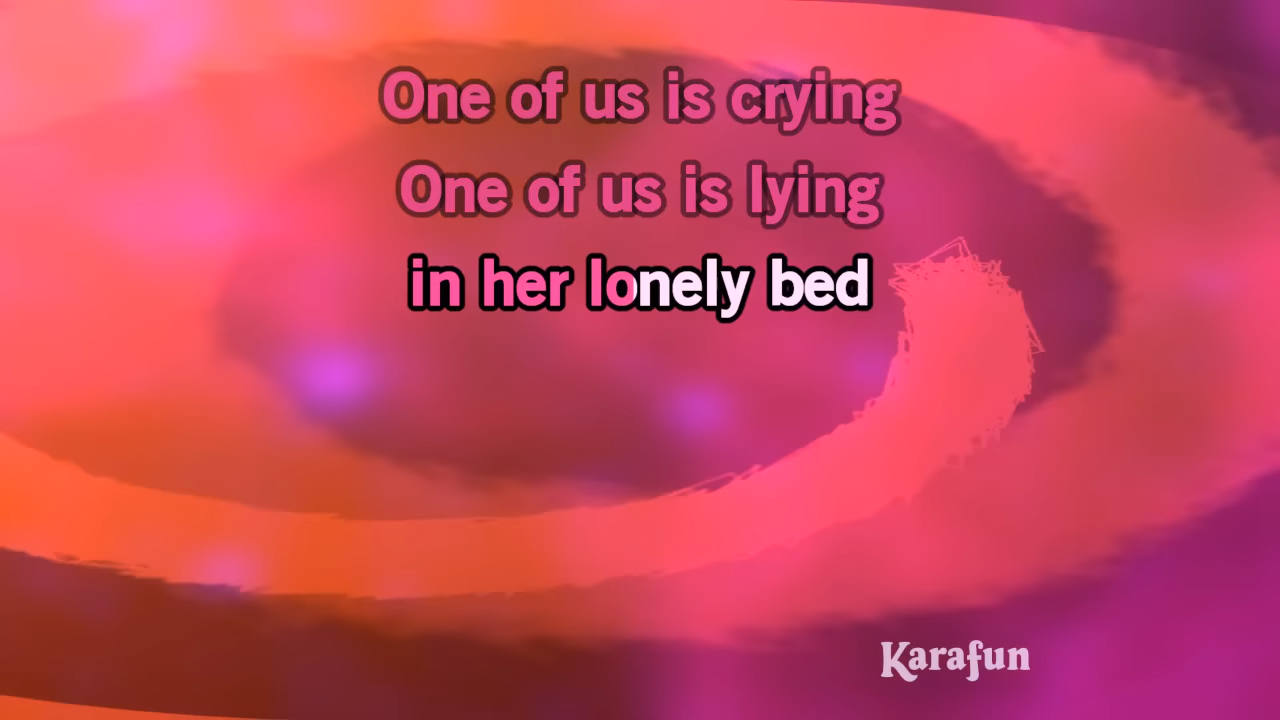 One of us is crying
One of us is lying
in her lonely bed
Karafun